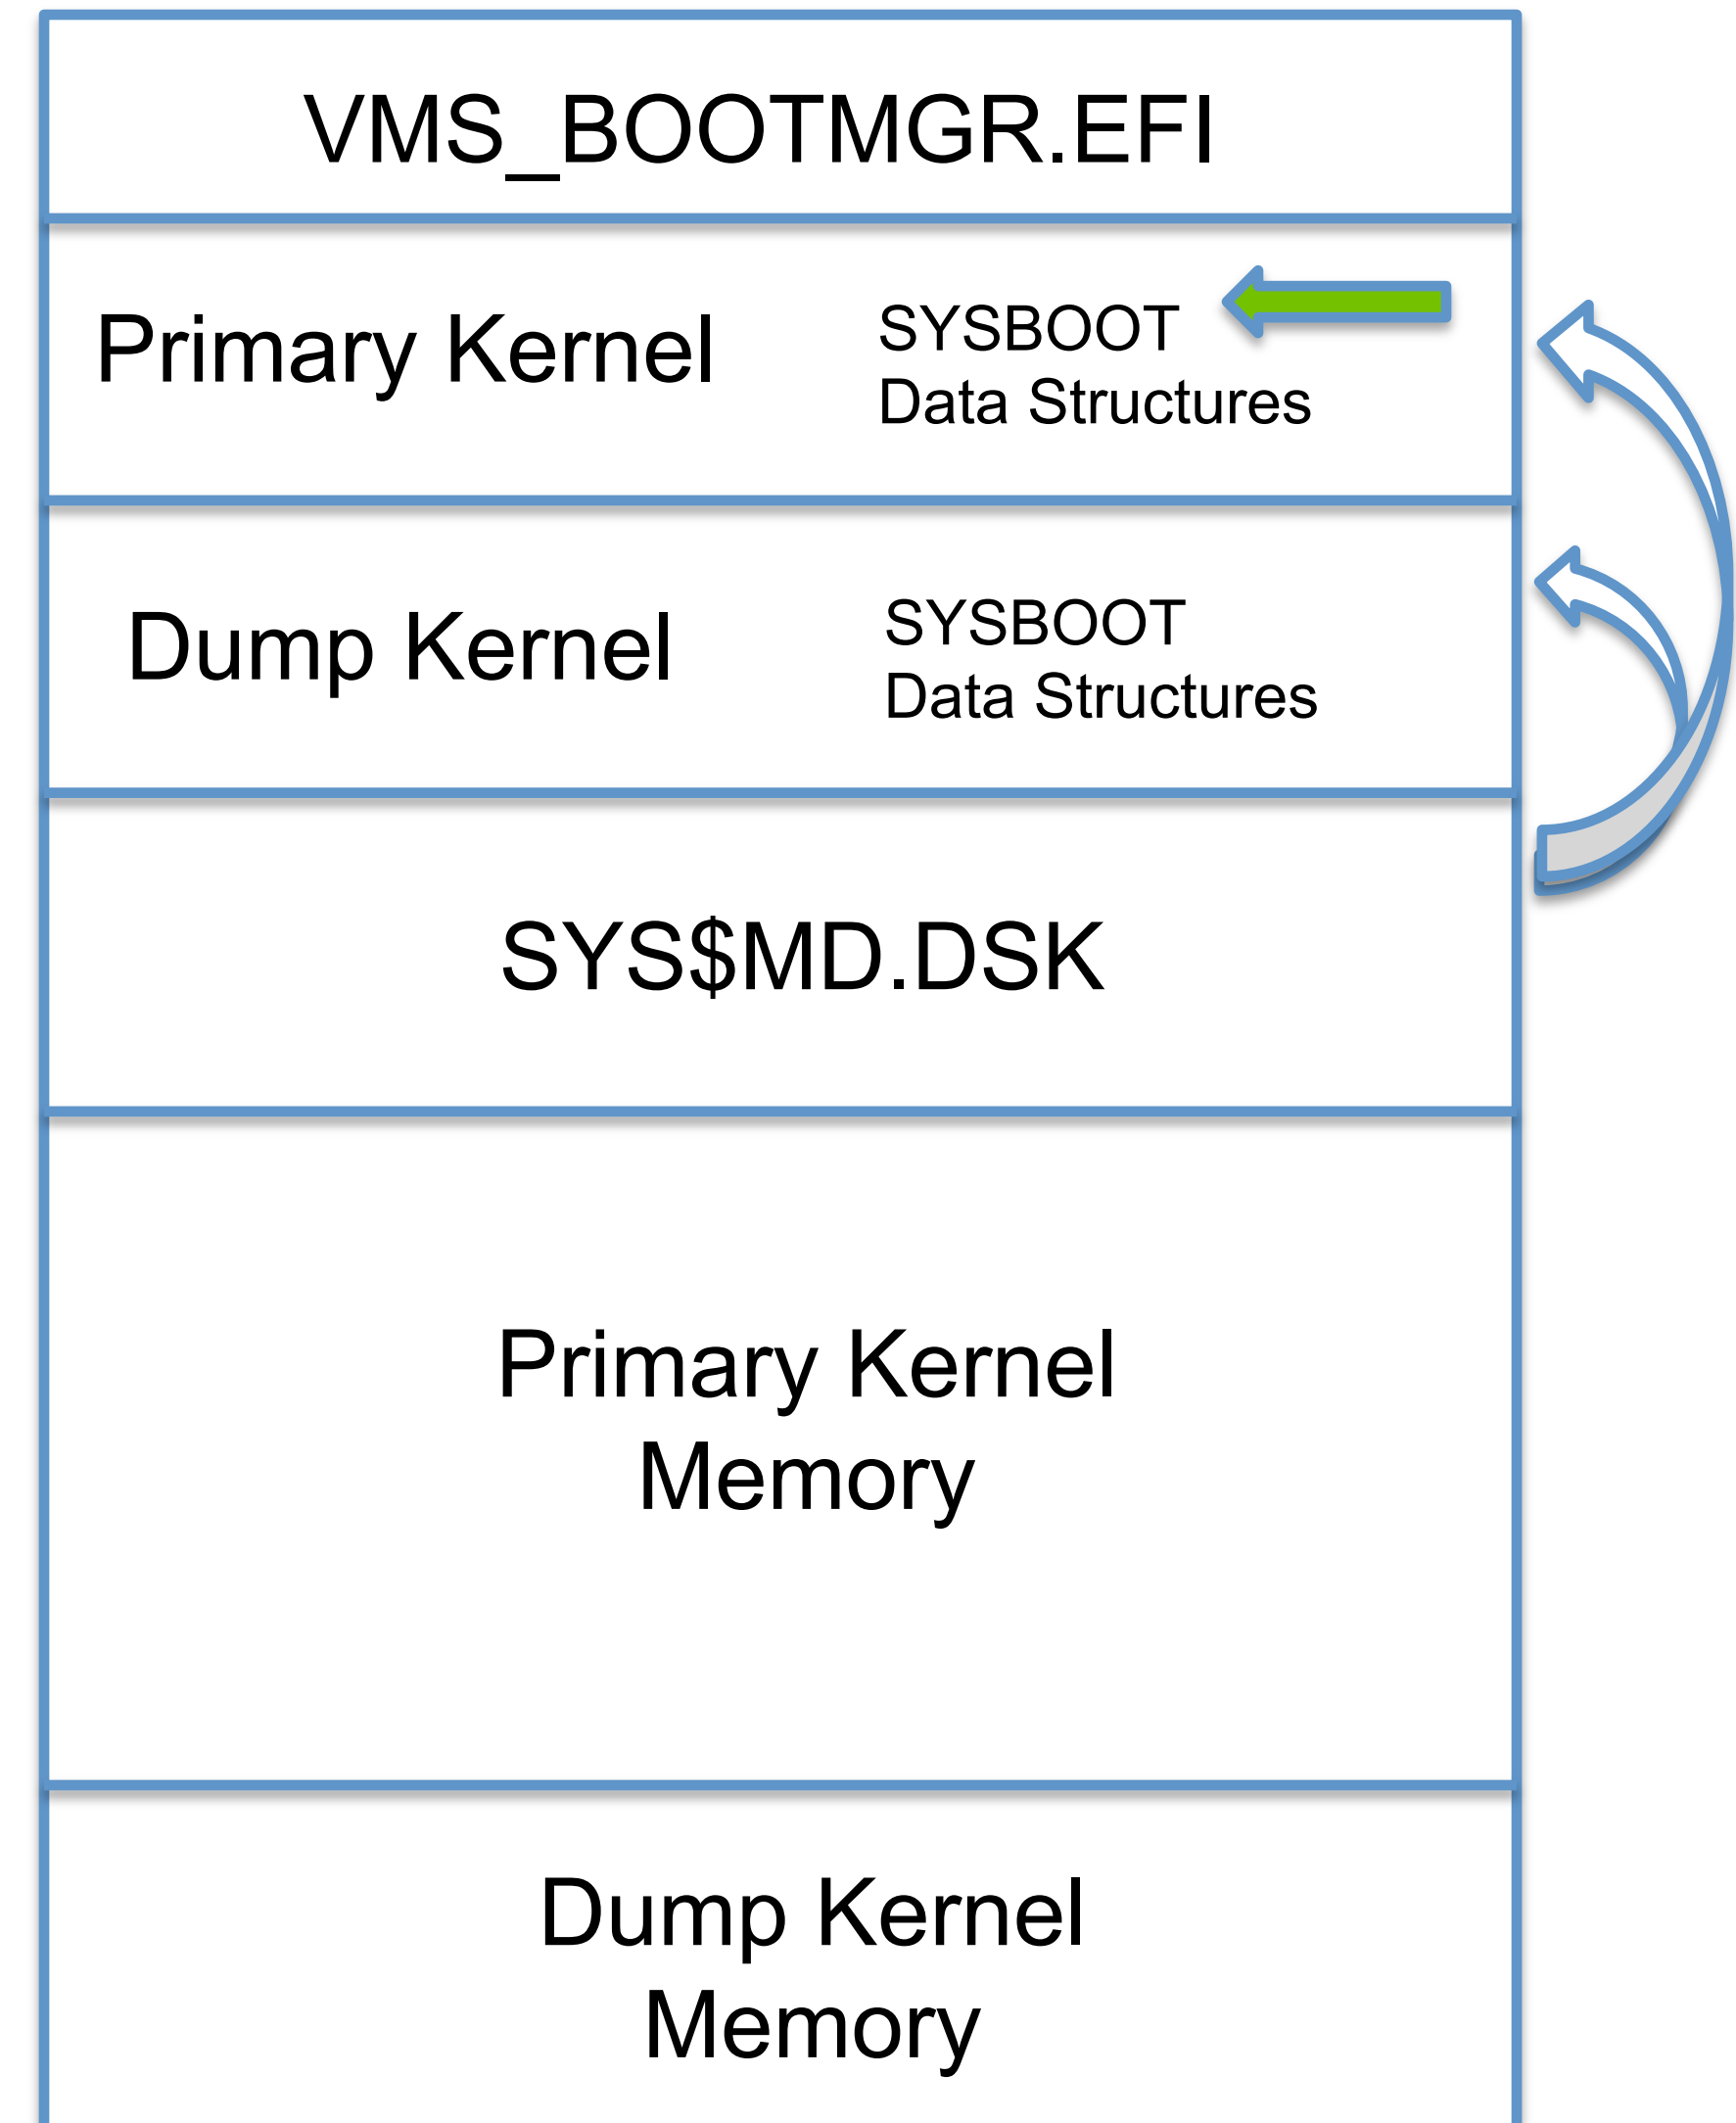 VMS_BOOTMGR.EFI
Primary Kernel
SYSBOOT
Data Structures
Dump Kernel
SYSBOOT
Data Structures
SYS$MD.DSK
Primary Kernel
Memory
Dump Kernel
Memory